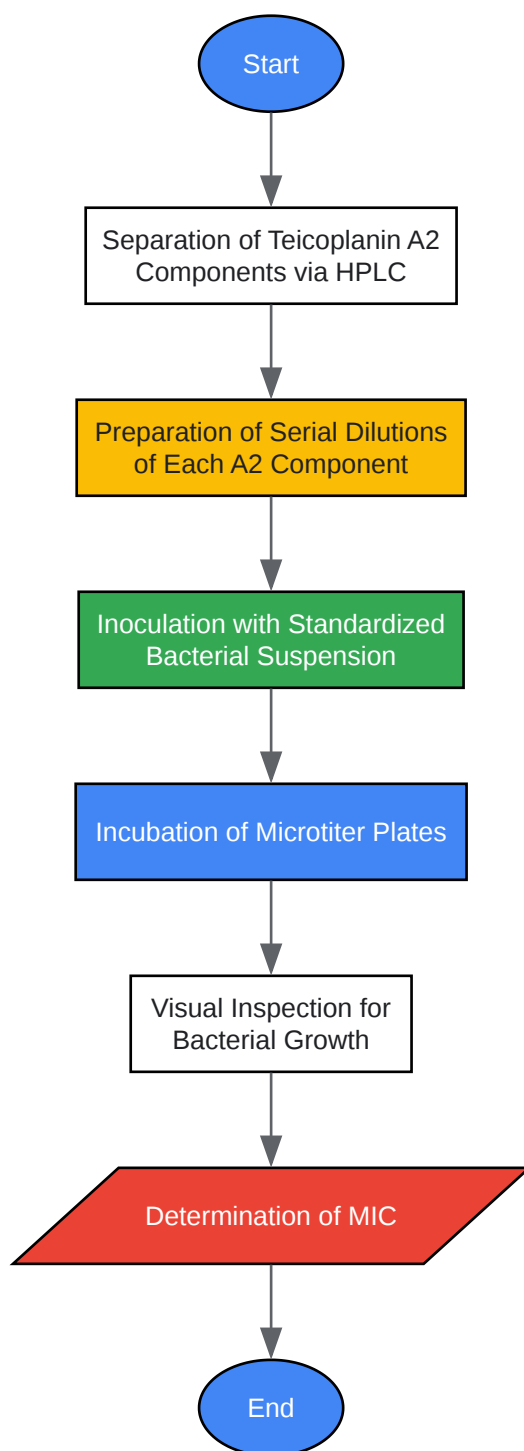 Start
Separation of Teicoplanin A2
Components via HPLC
Preparation of Serial Dilutions
of Each A2 Component
Inoculation with Standardized
Bacterial Suspension
Incubation of Microtiter Plates
Visual Inspection for
Bacterial Growth
Determination of MIC
End